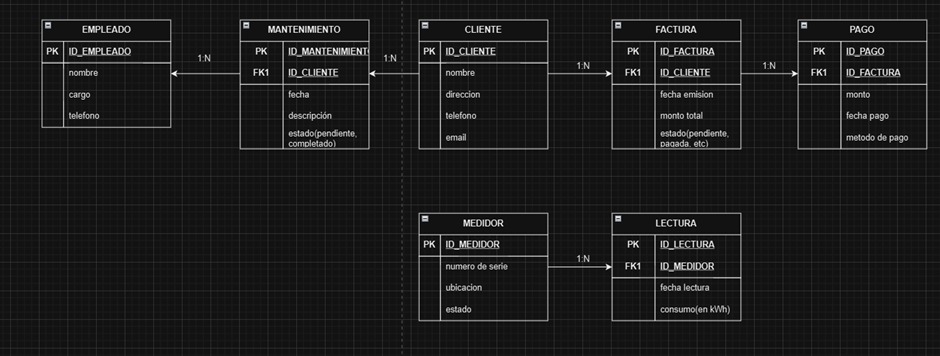 EMPLEADO
PK ID_EMPLEADO
nombre
cargo
telefono
1:N
MANTENIMIENTO
PK ID_MANTENIMIENTO
FK1 ID_CLIENTE
fecha
descripción
estado(pendiente,
completado)
1:N
CLIENTE
PK ID_CLIENTE
nombre
direccion
telefono
email
1:N
FACTURA
PK ID_FACTURA
FK1 ID_CLIENTE
fecha emision
monto total
estado(pendiente,
pagada, etc)
1:N
PAGO
PK ID_PAGO
FK1 ID_FACTURA
monto
fecha pago
metodo de pago
MEDIDOR
PK ID_MEDIDOR
numero de serie
ubicacion
estado
1:N
LECTURA
PK ID_LECTURA
FK1 ID_MEDIDOR
fecha lectura
consumo(en kWh)